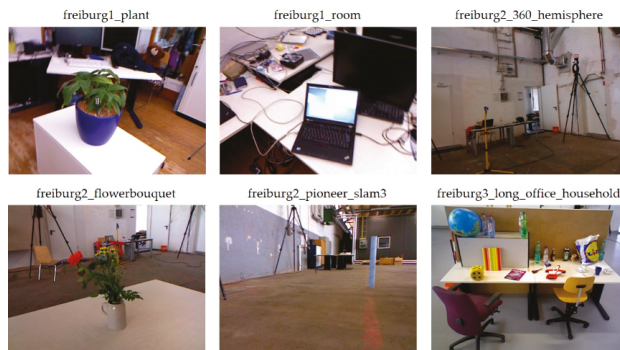 freiburg1_plant
freiburg1_room
freiburg2_360_hemisphere
freiburg2_flowerbouquet
freiburg2_pioneer_slam3
freiburg3_long_office_household